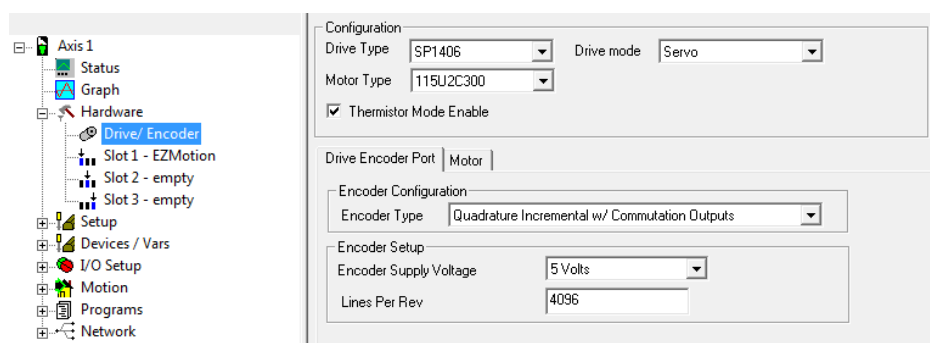 Axis 1
Status
Graph
Hardware
Drive/ Encoder
Slot 1 - EZMotion
Slot 2 - empty
Slot 3 - empty
Setup
Devices / Vars
I/O Setup
Motion
Programs
Network
Configuration
Drive Type SP1406 Drive mode Servo
Motor Type 115U2C300
Thermistor Mode Enable
Drive Encoder Port Motor
Encoder Configuration
Encoder Type Quadrature Incremental w/ Commutation Outputs
Encoder Setup
Encoder Supply Voltage 5 Volts
Lines Per Rev 4096